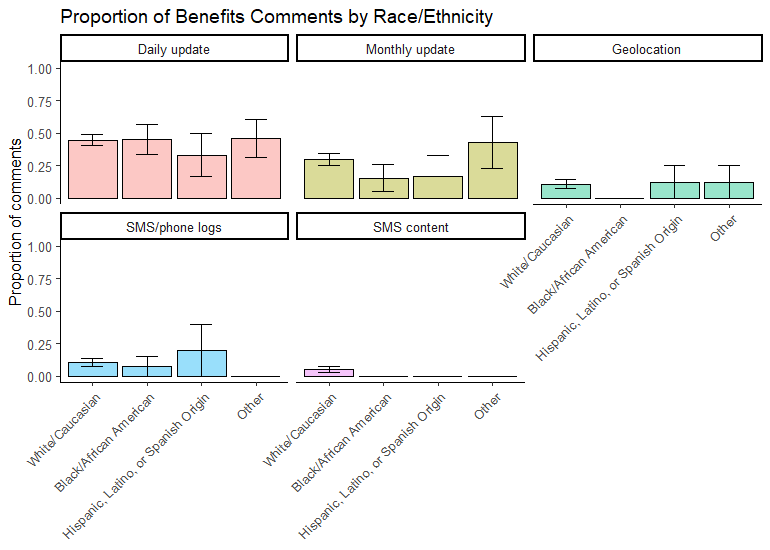 Proportion of Benefits Comments by Race/Ethnicity
Daily update
Monthly update
Geolocation
1.00
0.75
0.50
0.25
0.00
White/Caucasian
Black/African American
Hispanic, Latino, or Spanish Origin
Other
SMS/phone logs
SMS content
1.00
0.75
0.50
0.25
0.00
White/Caucasian
Black/African American
Hispanic, Latino, or Spanish Origin
Other
White/Caucasian
Black/African American
Hispanic, Latino, or Spanish Origin
Other
Proportion of comments